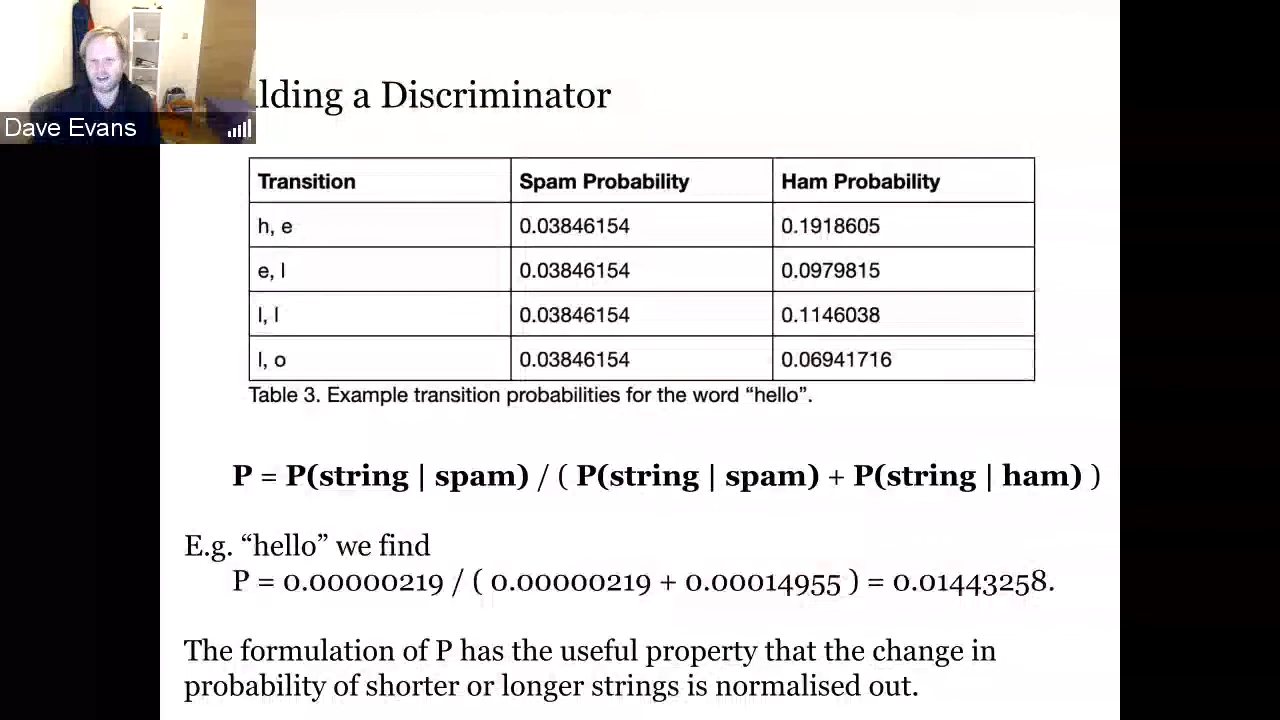 lding a Discriminator
Dave Evans
Transition Spam Probability Ham Probability
h, e 0.03846154 0.1918605
e, l 0.03846154 0.0979815
l, l 0.03846154 0.1146038
l, o 0.03846154 0.06941716
Table 3. Example transition probabilities for the word “hello”.
P = P(string | spam) / ( P(string | spam) + P(string | ham) )
E.g. “hello” we find
P = 0.00000219 / ( 0.00000219 + 0.00014955 ) = 0.01443258.
The formulation of P has the useful property that the change in
probability of shorter or longer strings is normalised out.